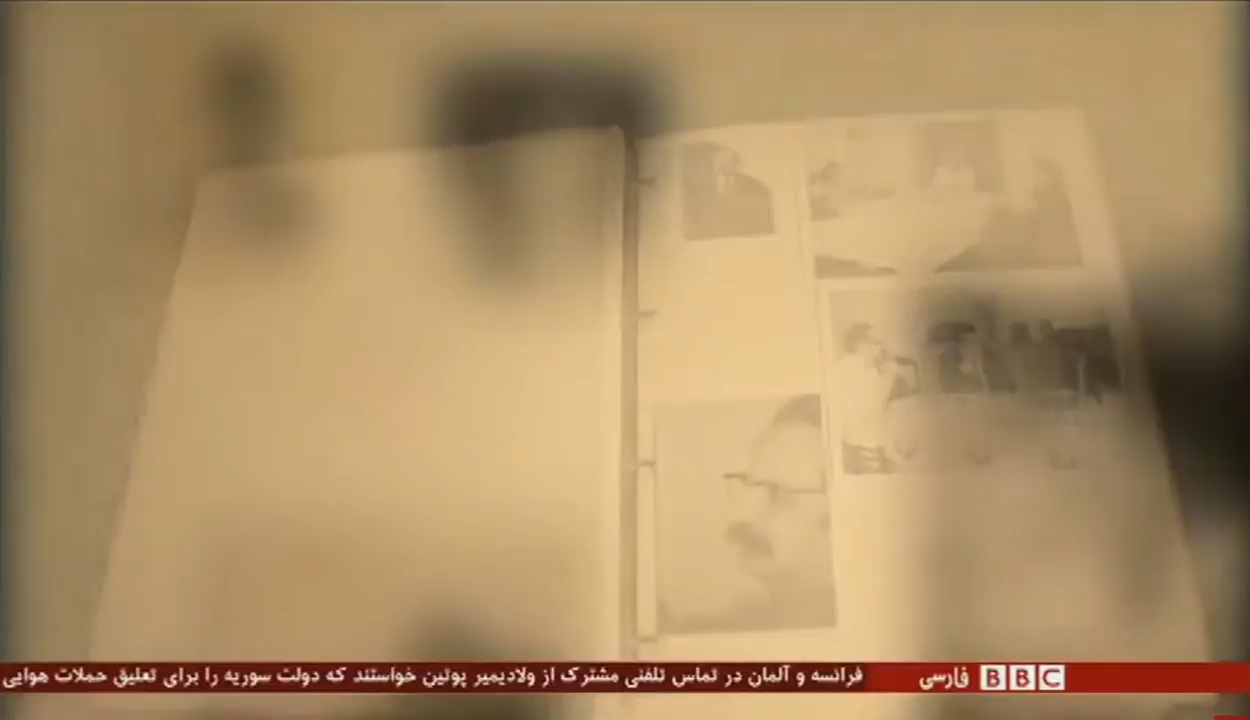 BBC فارسی
فرانسه و آلمان در تماس تلفنی مشترک از ولادیمیر پوتین خواستند که دولت سوریه را برای تعلیق حملات هوایی